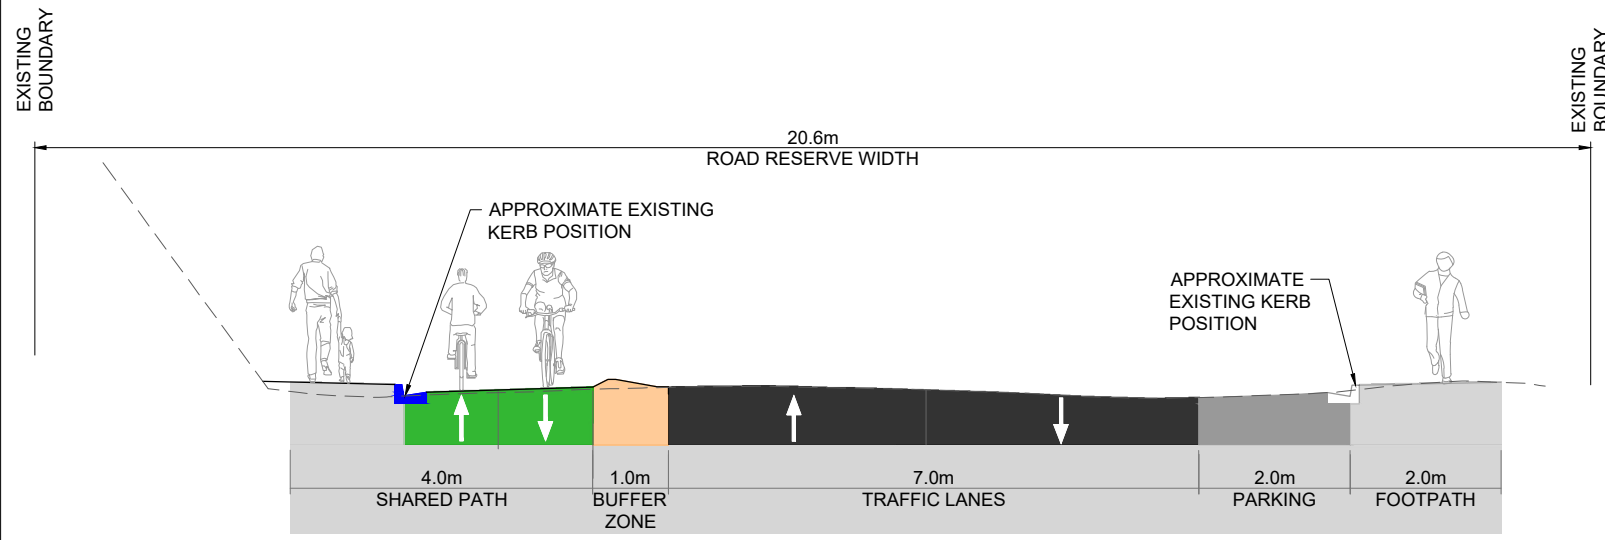 EXISTING
BOUNDARY
EXISTING
BOUNDARY
20.6m
ROAD RESERVE WIDTH
APPROXIMATE EXISTING
KERB POSITION
APPROXIMATE
EXISTING KERB
POSITION
4.0m
SHARED PATH
1.0m
BUFFER
ZONE
7.0m
TRAFFIC LANES
2.0m
PARKING
2.0m
FOOTPATH